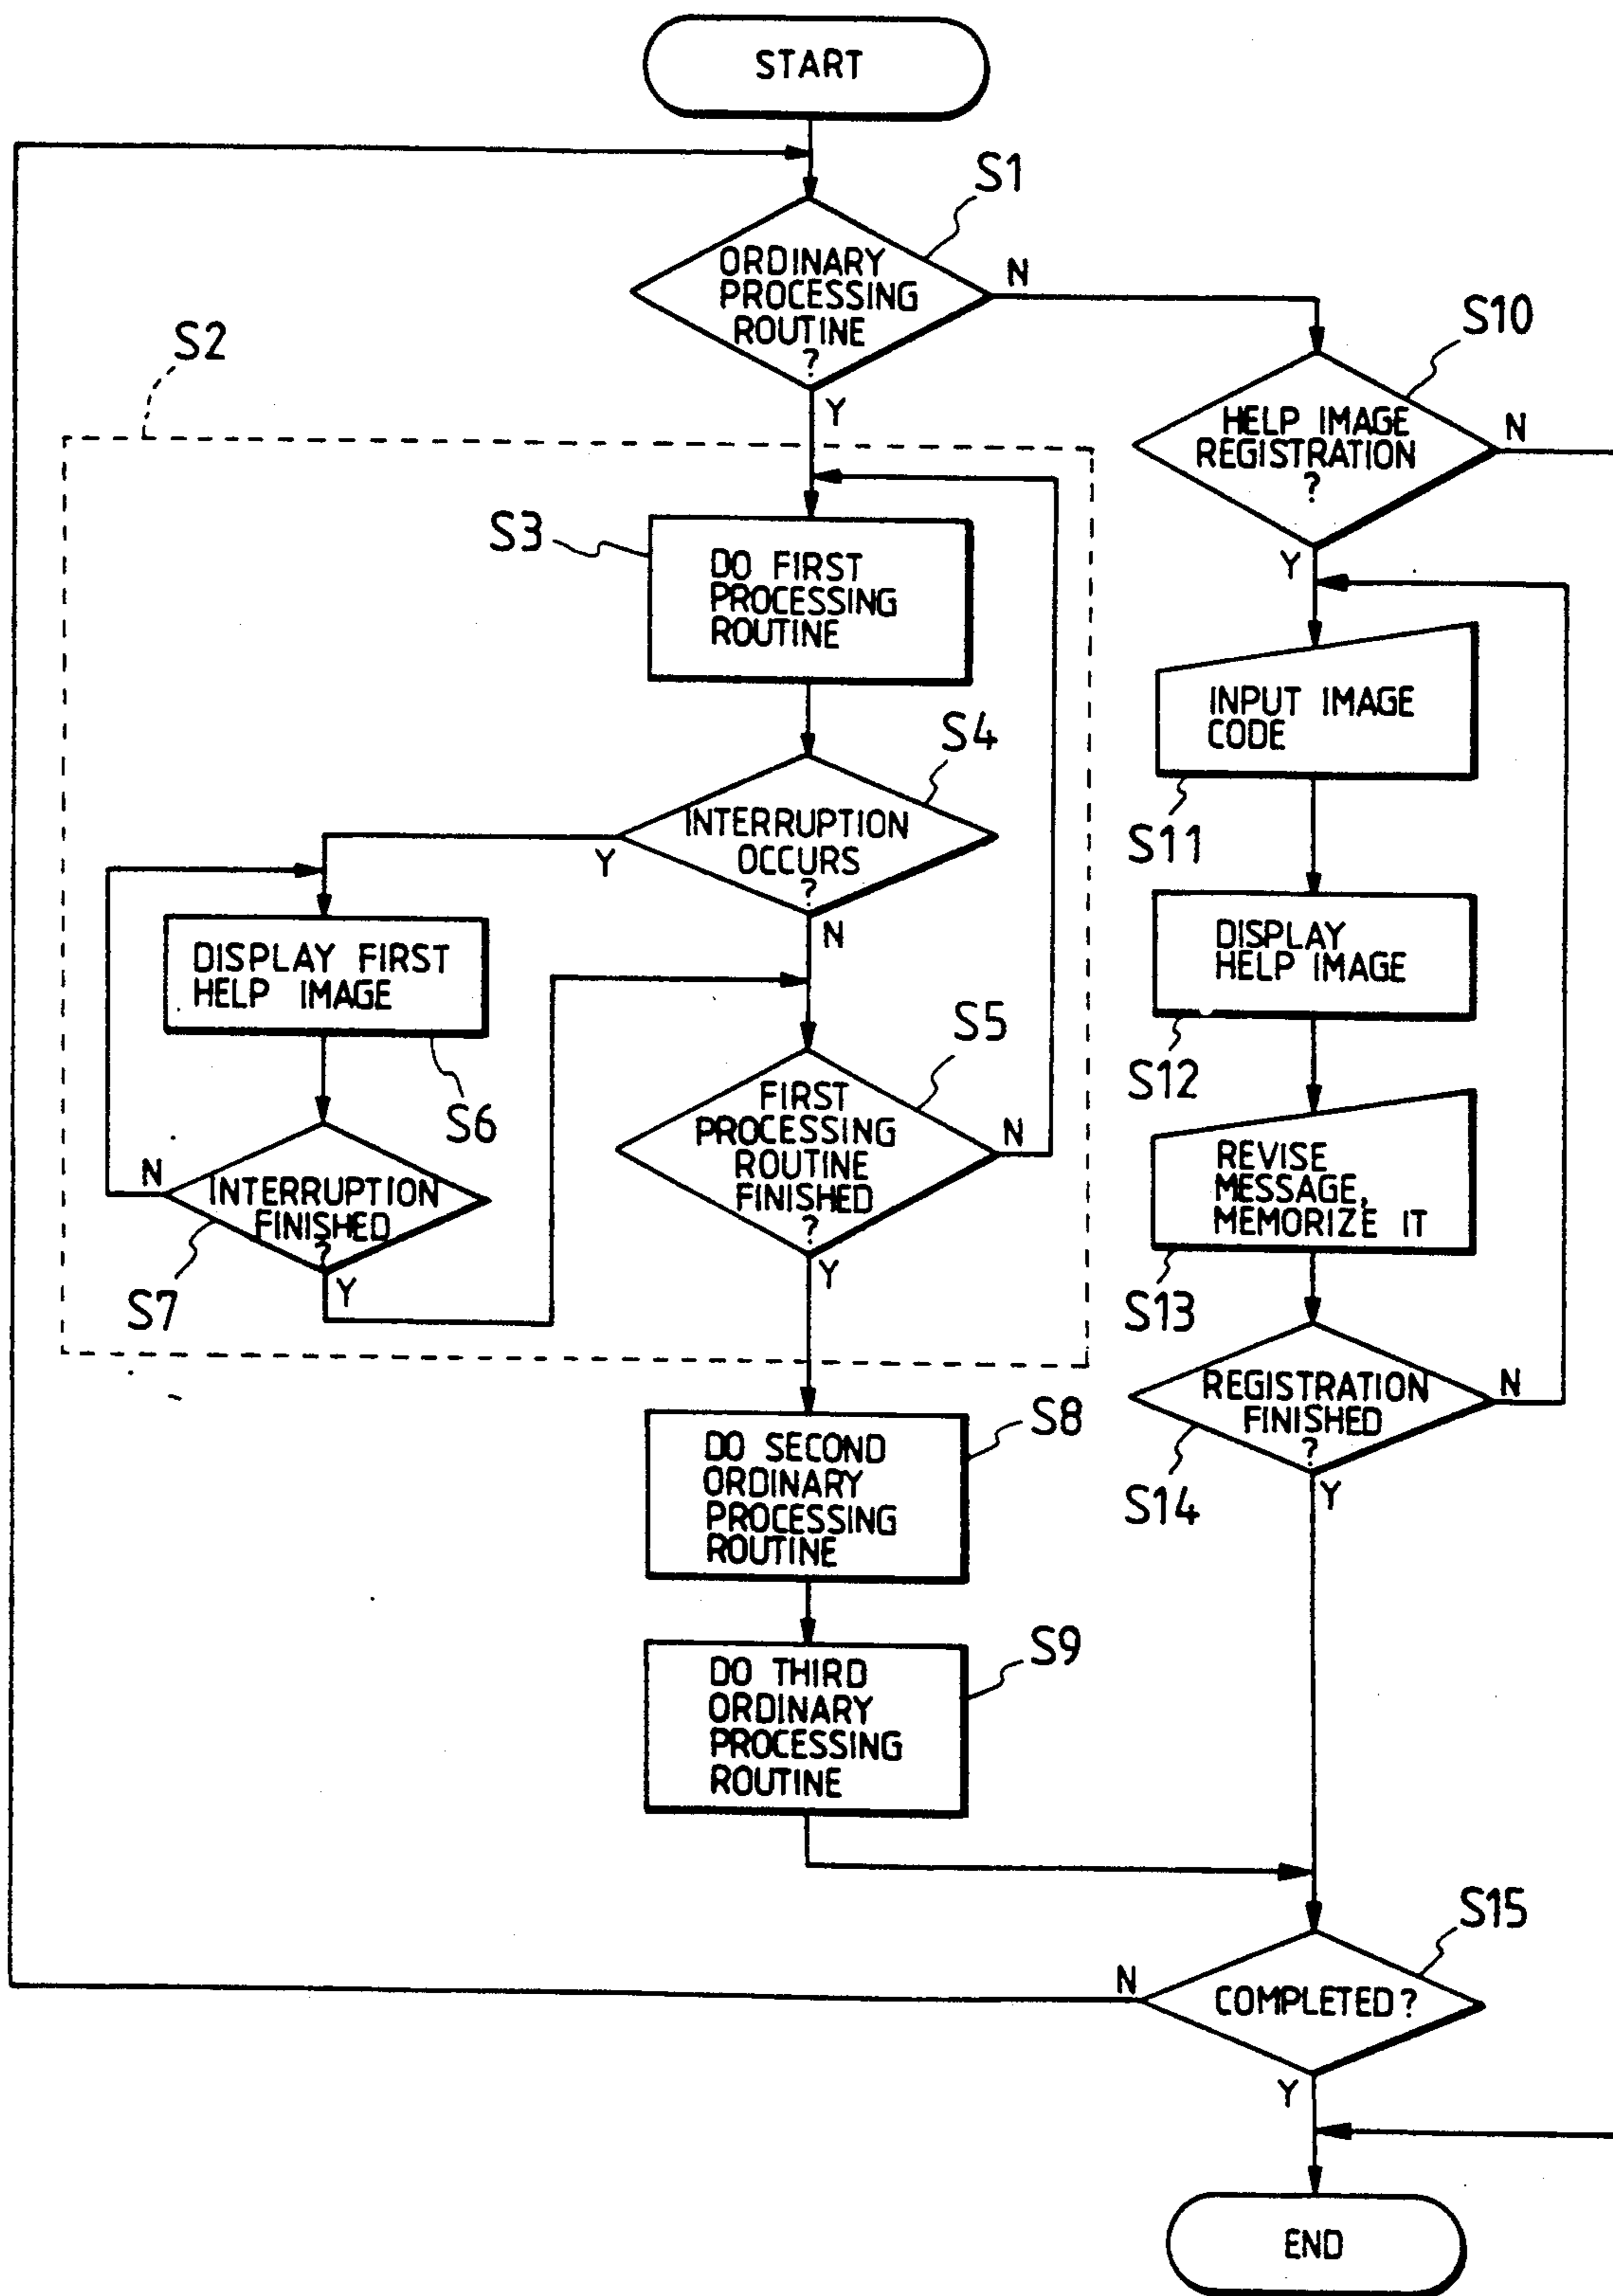 START
S1
ORDINARY
PROCESSING
ROUTINE
?
N
Y
S10
HELP IMAGE
REGISTRATION
?
N
Y
S2
S3
DO FIRST
PROCESSING
ROUTINE
S4
INTERRUPTION
OCCURS
?
Y
N
DISPLAY FIRST
HELP IMAGE
S6
INTERRUPTION
FINISHED
?
N
Y
S7
S5
FIRST
PROCESSING
ROUTINE
FINISHED
?
N
Y
INPUT IMAGE
CODE
S11
DISPLAY
HELP IMAGE
S12
REVISE
MESSAGE,
MEMORIZE IT
S13
REGISTRATION
FINISHED
?
N
Y
S14
S8
DO SECOND
ORDINARY
PROCESSING
ROUTINE
S9
DO THIRD
ORDINARY
PROCESSING
ROUTINE
S15
COMPLETED?
N
Y
END